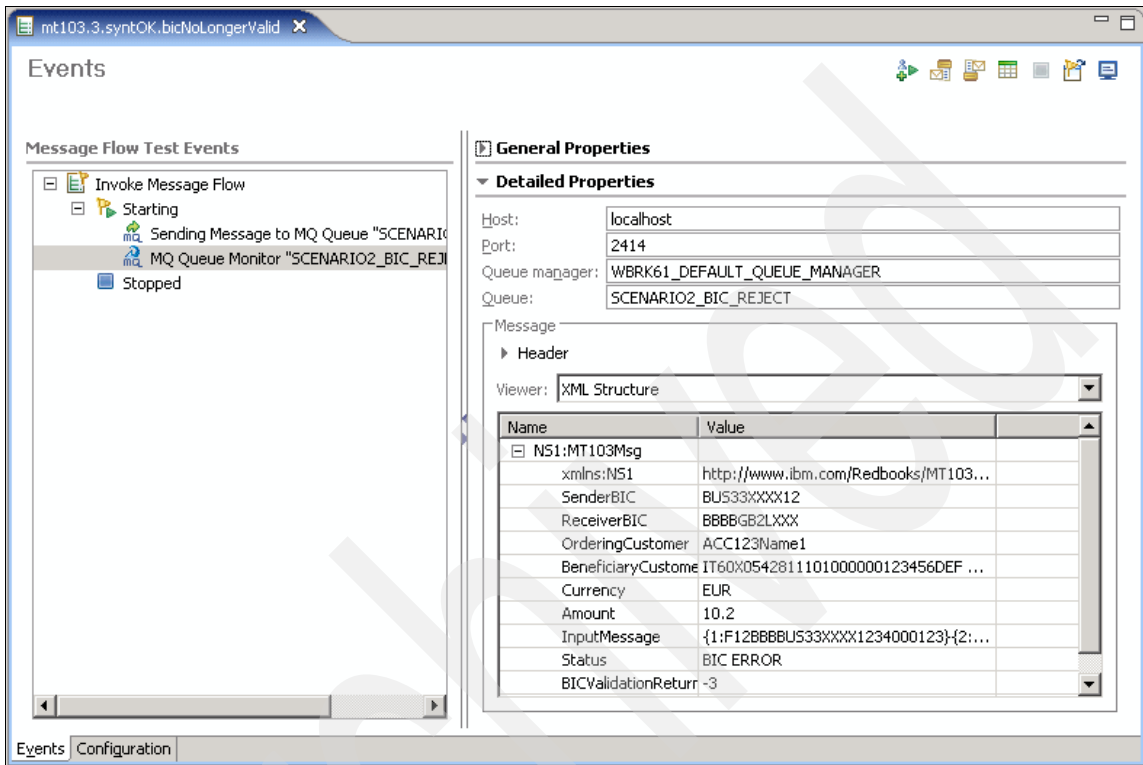 mt103.3.syntOK.bicNoLongerValid
Events
Message Flow Test Events
Invoke Message Flow
Starting
Sending Message to MQ Queue "SCENARIO
MQ Queue Monitor "SCENARIO2_BIC_REJE
Stopped
General Properties
Detailed Properties
Host: localhost
Port: 2414
Queue manager: WBRK61_DEFAULT_QUEUE_MANAGER
Queue: SCENARIO2_BIC_REJECT
Message
Header
Viewer: XML Structure
Name Value
NS1:MT103Msg
xmlns:NS1 http://www.ibm.com/Redbooks/MT103...
SenderBIC BUS33XXXX12
ReceiverBIC BBBBGB2LXXX
OrderingCustomer ACC123Name1
BeneficiaryCustome IT60X0542811101000000123456DEF ...
Currency EUR
Amount 10.2
InputMessage {1:F12BBBBUS33XXXX1234000123}{2:...
Status BIC ERROR
BICValidationReturr -3
Events Configuration